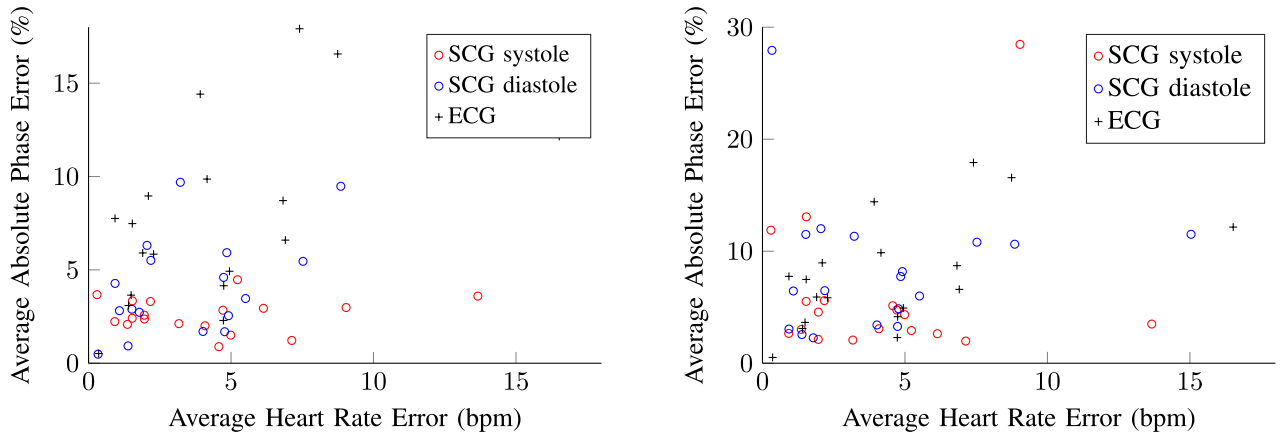 Average Absolute Phase Error (%)
15
10
5
0
0
5
10
15
Average Heart Rate Error (bpm)
SCG systole
SCG diastole
ECG
Average Absolute Phase Error (%)
30
20
10
0
0
5
10
15
Average Heart Rate Error (bpm)
SCG systole
SCG diastole
ECG